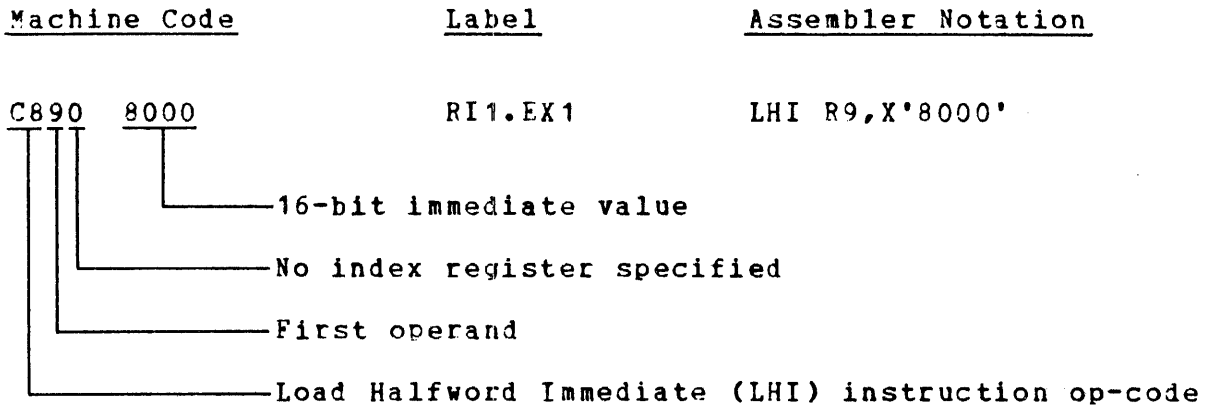 Machine Code Label Assembler Notation
C890 8000 RI1.EX1 LHI R9,X'8000'
16-bit immediate value
No index register specified
First operand
Load Halfword Immediate (LHI) instruction op-code